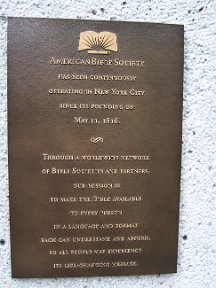 AMERICAN BIBLE SOCIETY
HAS BEEN CONTINUOUSLY
OPERATING IN NEW YORK CITY
SINCE ITS FOUNDING ON
MAY 11, 1816.
THROUGH A WORLDWIDE NETWORK
OF BIBLE SOCIETIES AND PARTNERS,
OUR MISSION IS
TO MAKE THE BIBLE AVAILABLE
TO EVERY PERSON
IN A LANGUAGE AND FORMAT
EACH CAN UNDERSTAND AND AFFORD,
SO ALL PEOPLE MAY EXPERIENCE
ITS LIFE-CHANGING MESSAGE.